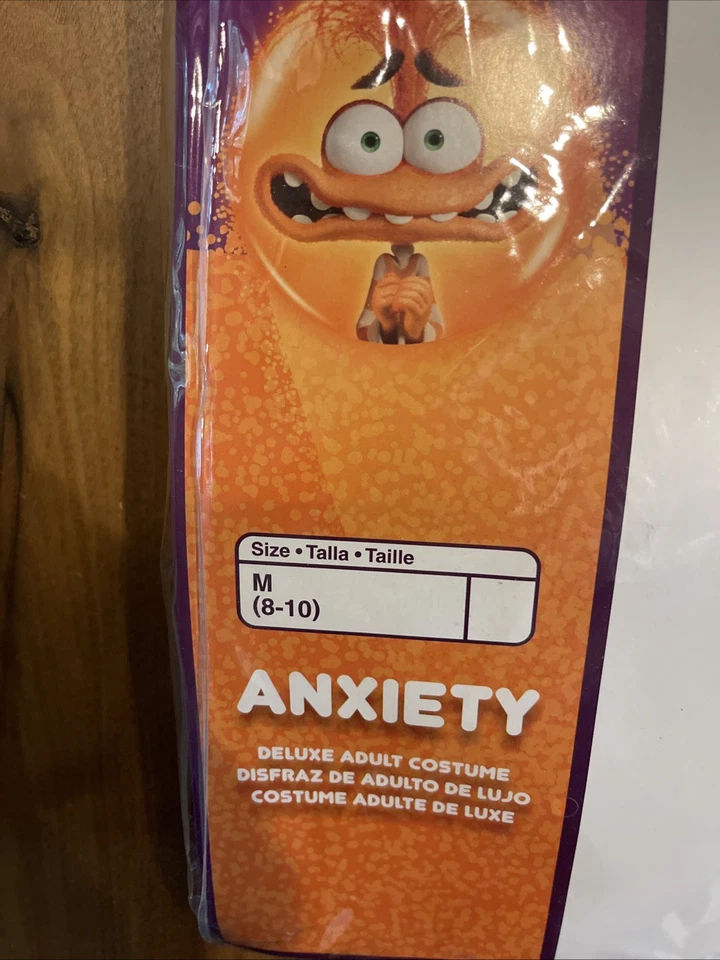 Size • Talla • Taille
M
(8-10)
ANXIETY
DELUXE ADULT COSTUME
DISFRAZ DE ADULTO DE LUJO
COSTUME ADULTE DE LUXE